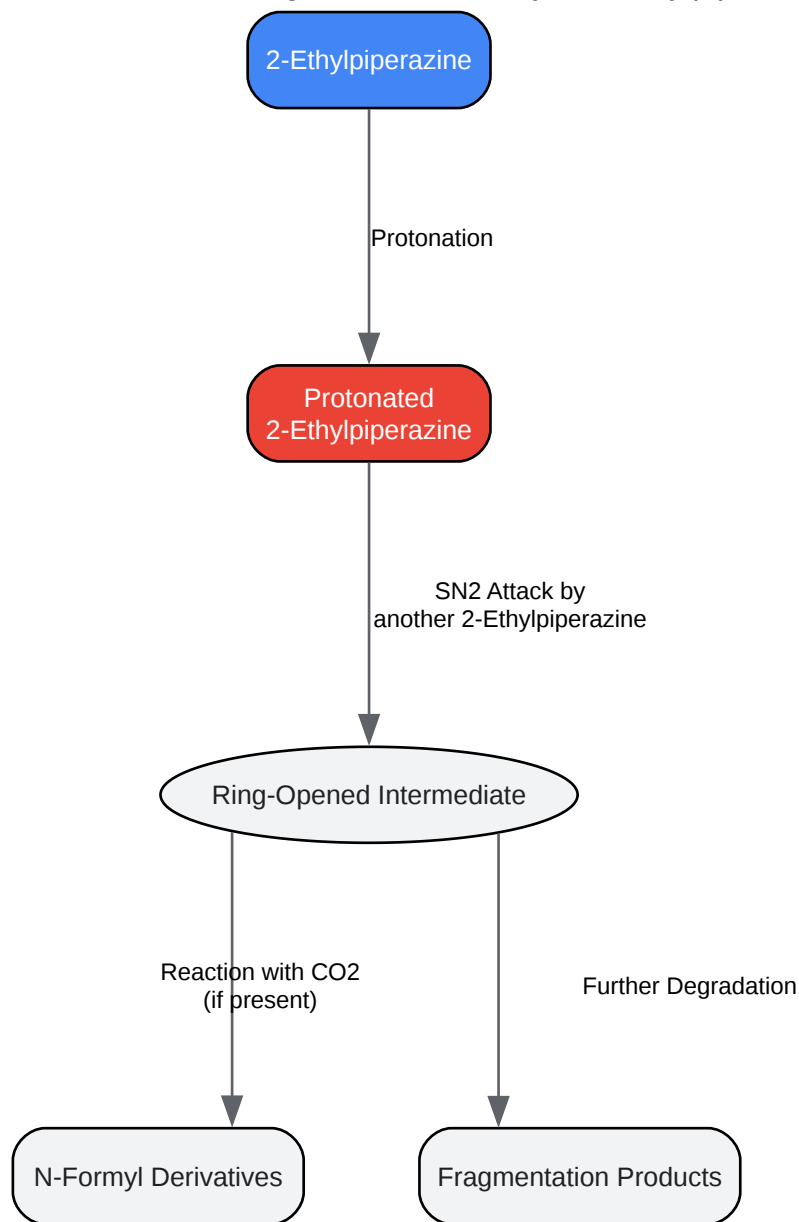 2-Ethylpiperazine
Protonation
Protonated
2-Ethylpiperazine
SN2 Attack by
another 2-Ethylpiperazine
Ring-Opened Intermediate
Reaction with CO2
(if present)
Further Degradation
N-Formyl Derivatives
Fragmentation Products